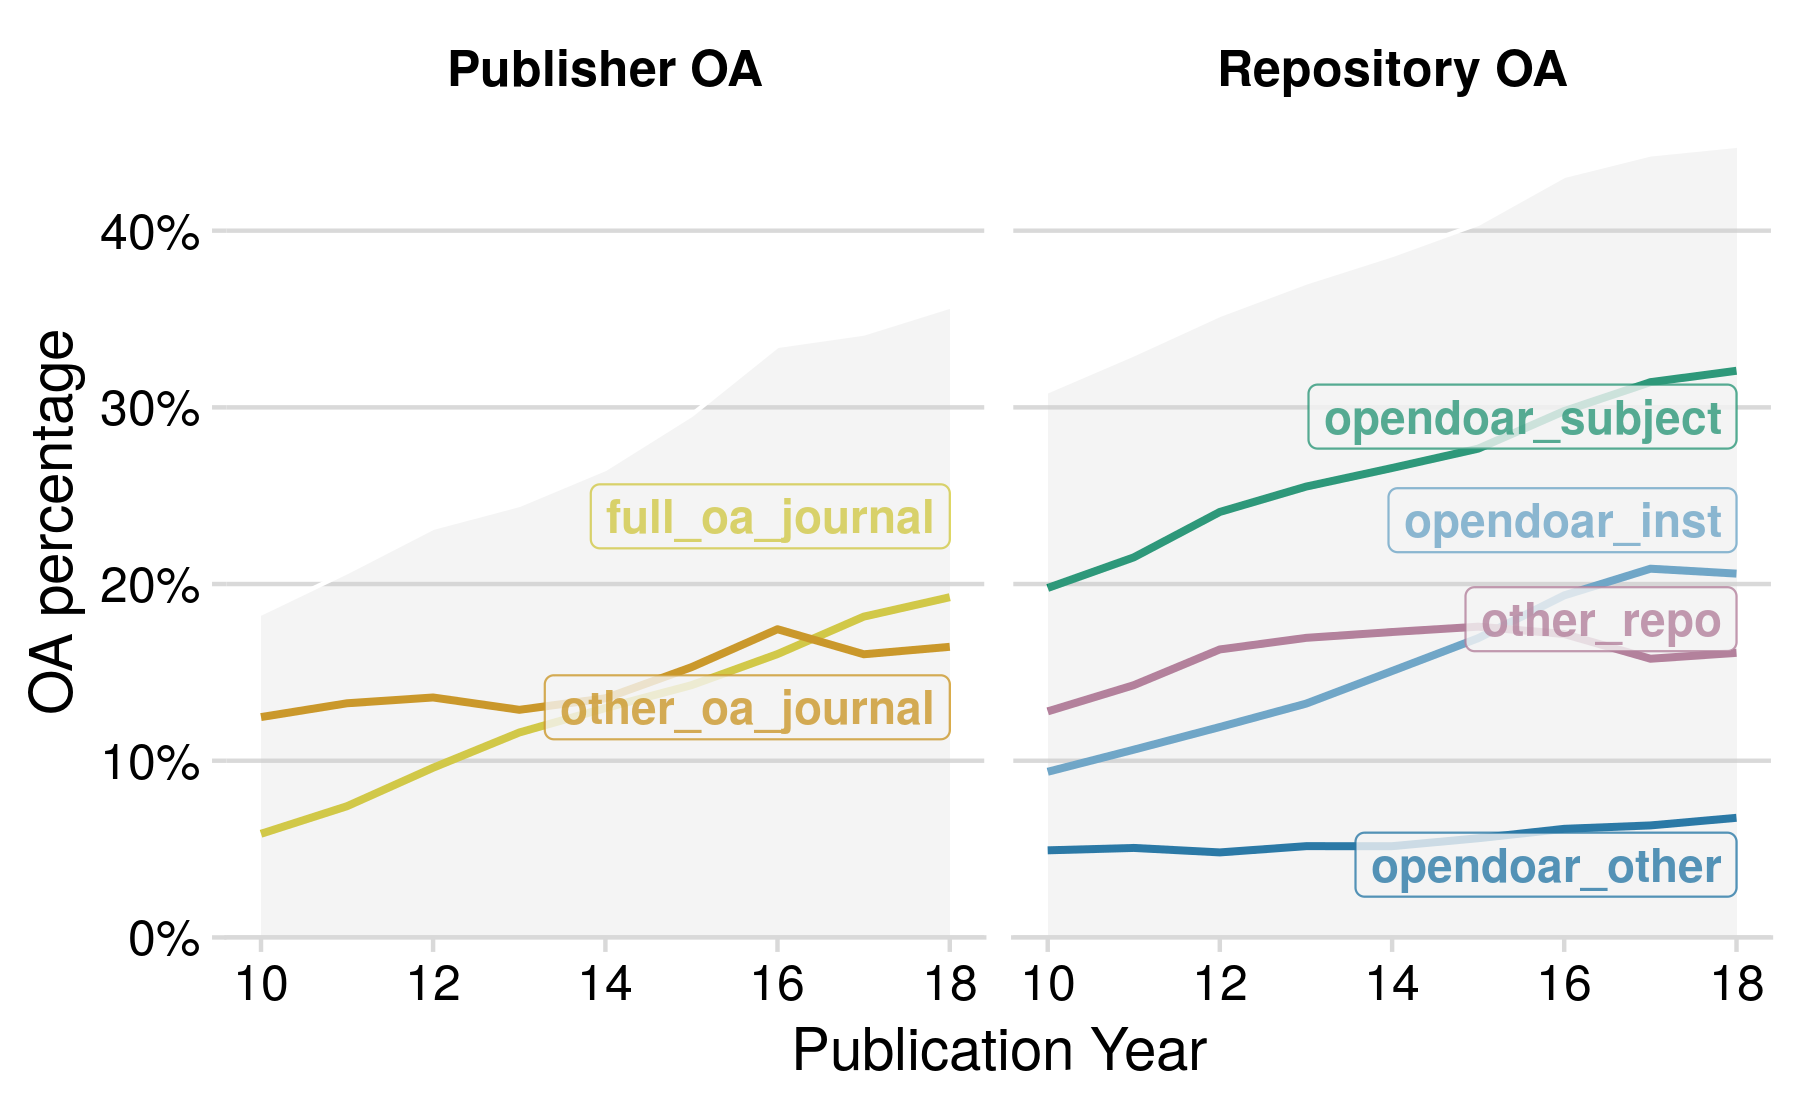 Publisher OA
Repository OA
OA percentage
40%
30%
20%
10%
0%
full_oa_journal
other_oa_journal
opendoar_subject
opendoar_inst
other_repo
opendoar_other
10 12 14 16 18
10 12 14 16 18
Publication Year